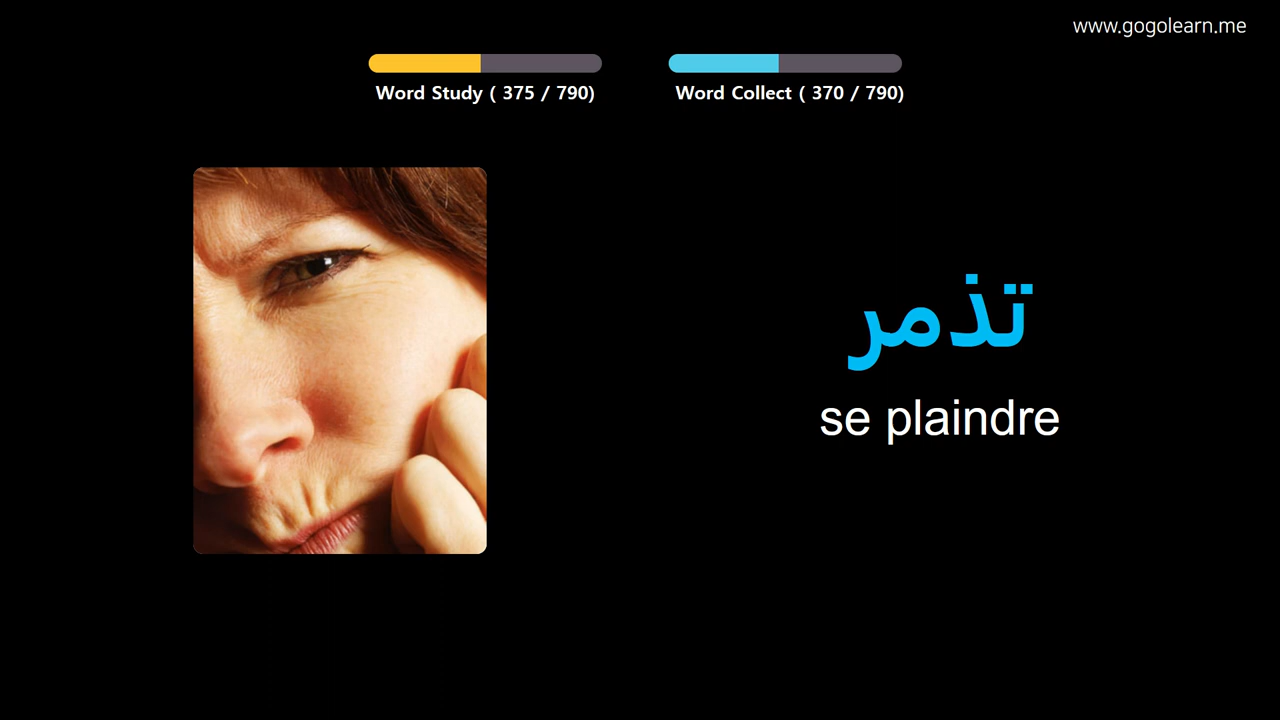 www.gogolearn.me
Word Study ( 375 / 790)
Word Collect ( 370 / 790)
تذمر
se plaindre